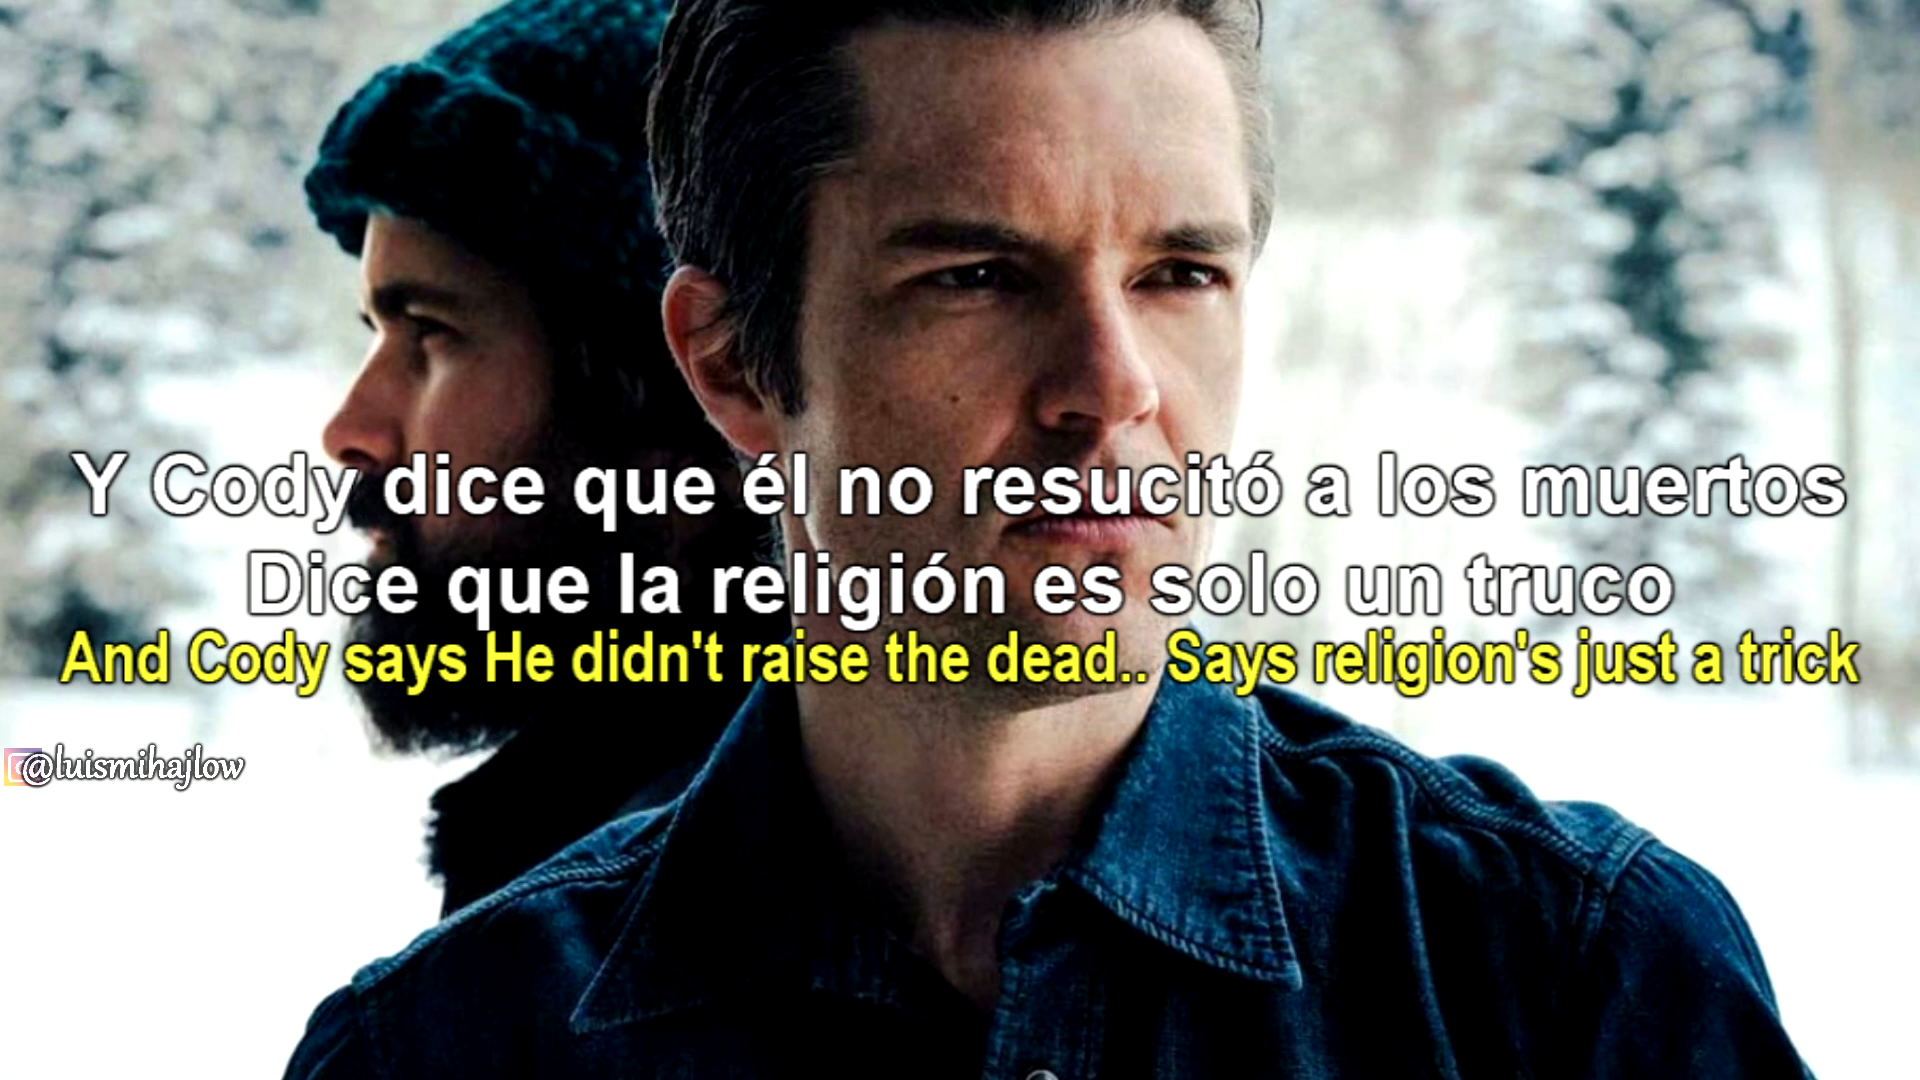 Y Cody dice que él no resucitó a los muertos
Dice que la religión es solo un truco
And Cody says He didn't raise the dead.. Says religion's just a trick
@luismihajlow